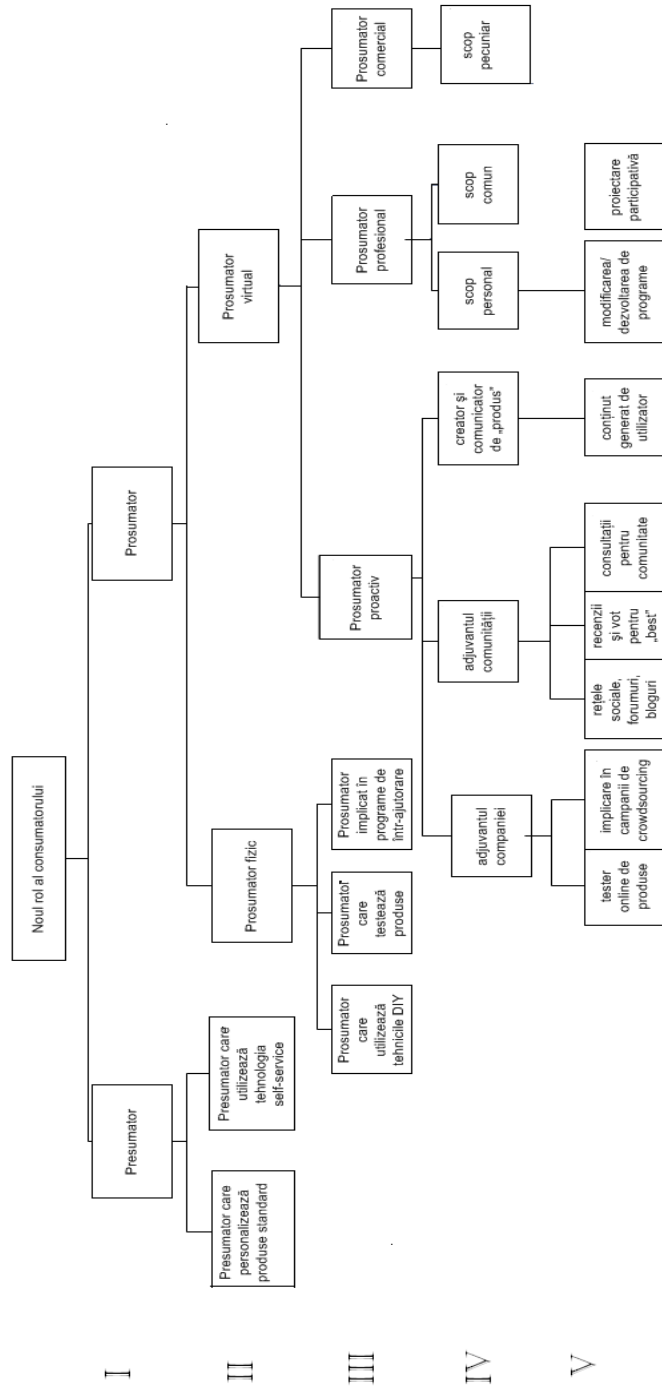 Noul rol al consumatorului
I
Presumator
Prosumator
II
Presumator care
personalizează
produse standard
Presumator care
utilizează
tehnologia
self-service
Prosumator fizic
Prosumator
virtual
III
Prosumator
care
utilizează
tehnicile DIY
Prosumator
care
testează
produse
Prosumator
implicat în
programe de
într-ajutorare
Prosumator
proactiv
Prosumator
profesional
Prosumator
comercial
IV
adjuvantul
companiei
adjuvantul
comunității
creator și
comunicator
de „produs”
scop
personal
scop
comun
scop
pecuniar
V
tester
online de
produse
implicare în
campanii de
crowdsourcing
rețele
sociale,
forumuri,
bloguri
recenzii
și vot
pentru
„best”
consultații
pentru
comunitate
conținut
generat de
utilizator
modificarea/
dezvoltarea de
programe
proiectare
participativă